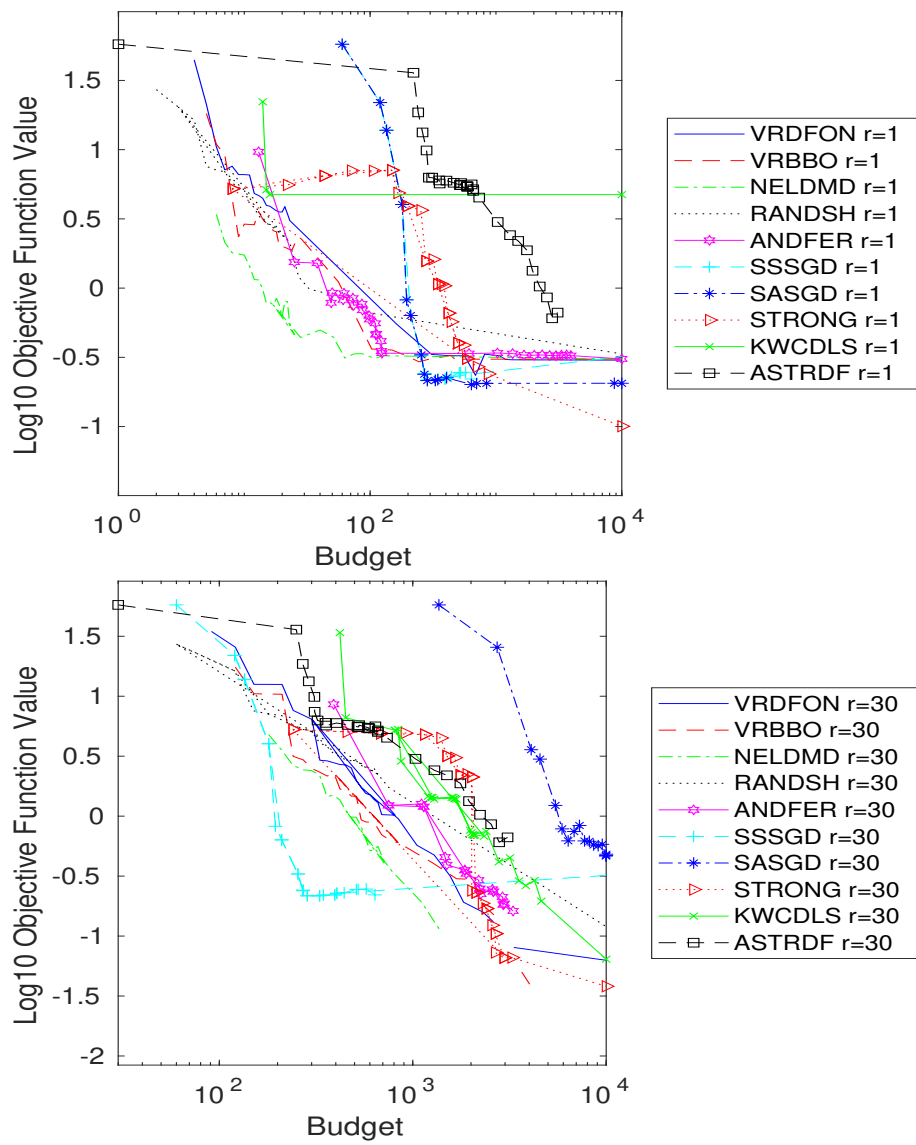 1.5
1
0.5
0
-0.5
-1
Log10 Objective Function Value
10^0
10^2
10^4
Budget
VRDFON r=1
VRBBO r=1
NELDMD r=1
RANDSH r=1
ANDFER r=1
SSSGD r=1
SASGD r=1
STRONG r=1
KWCDLS r=1
ASTRDF r=1
1.5
1
0.5
0
-0.5
-1
-1.5
-2
Log10 Objective Function Value
10^2
10^3
10^4
Budget
VRDFON r=30
VRBBO r=30
NELDMD r=30
RANDSH r=30
ANDFER r=30
SSSGD r=30
SASGD r=30
STRONG r=30
KWCDLS r=30
ASTRDF r=30